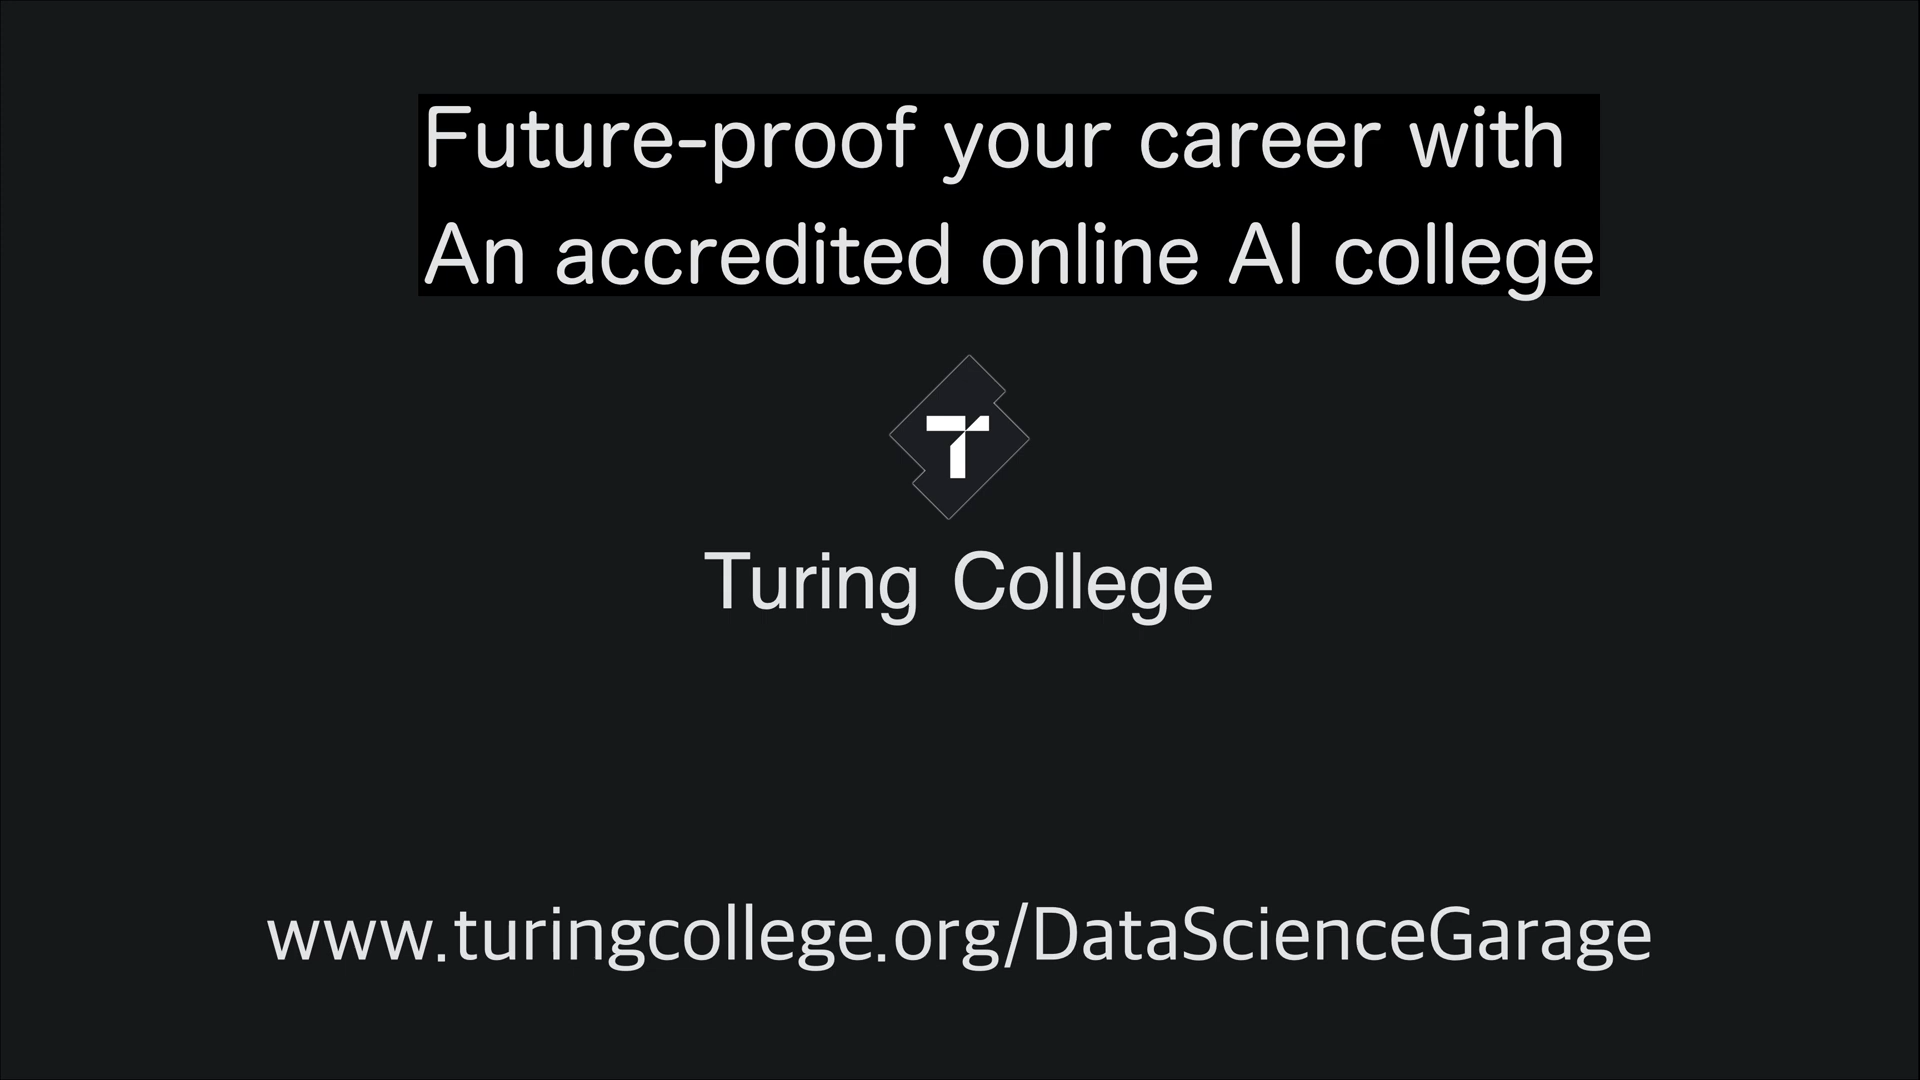 Future-proof your career with
An accredited online AI college
Turing College
www.turingcollege.org/DataScienceGarage